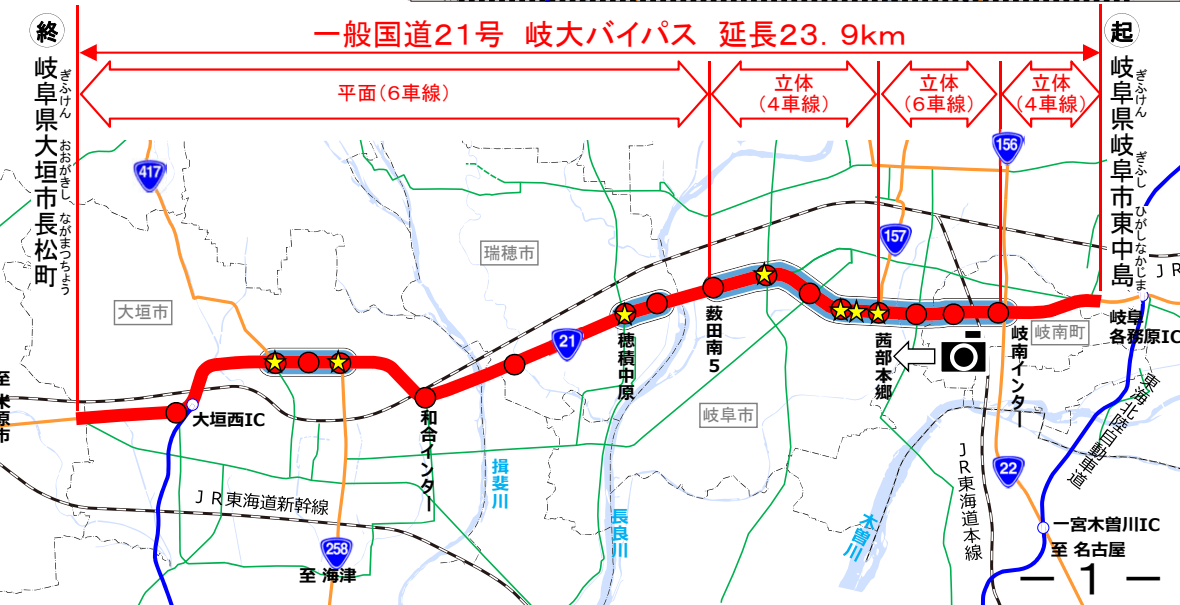 一般国道21号 岐大バイパス 延長23.9km
終
岐阜県大垣市長松町
ぎふけん おおがきし ながまつちょう
起
岐阜県岐阜市東中島
ぎふけん ぎふし ひがしなかじま
平面(6車線)
立体
(4車線)
立体
(6車線)
立体
(4車線)
417
156
157
瑞穂市
大垣市
ＪＲ
21
薮田南5
穂積中原
茜部本郷
岐南インター
岐南町
岐阜
各務原IC
至 米原市
大垣西IC
和合インター
岐阜市
東海北陸自動車道
揖斐川
長良川
木曽川
ＪＲ東海道本線
22
ＪＲ東海道新幹線
258
至 海津
一宮木曽川IC
至 名古屋
－ 1 －